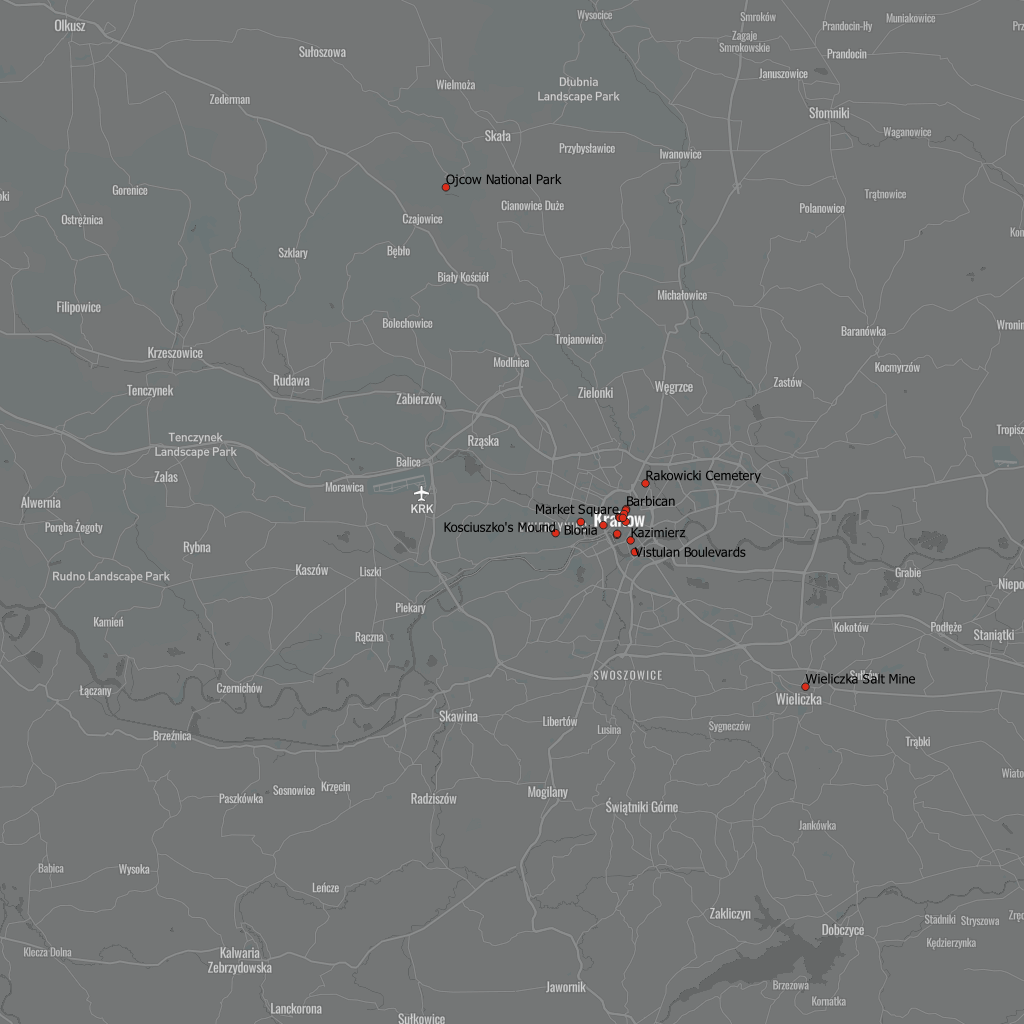 Wysocice
Smroków
Muniakowice
Olkusz
Prandocin-Iły
Zagaje
Smrokowskie
Sułoszowa
Prandocin
Januszowice
Wielmoża
Dłubnia
Landscape Park
Zederman
Słomniki
Waganowice
Skała
Przybysławice
Iwanowice
Ojcow National Park
Gorenice
Trątnowice
Cianowice Duże
Polanowice
Ostrężnica
Czajowice
Szklary
Bębło
Biały Kościół
Michałowice
Filipowice
Bolechowice
Baranówka
Trojanowice
Krzeszowice
Modlnica
Kocmyrzów
Rudawa
Zastów
Węgrzce
Tenczynek
Zielonki
Zabierzów
Tenczynek
Landscape Park
Rząska
Balice
Zalas
Rakowicki Cemetery
Morawica
Alwernia
Barbican
KRK
Market Square
Kraków
Poręba Żegoty
Kosciuszko's Mound
Blonia
Kazimierz
Rybna
Vistulan Boulevards
Kaszów
Liszki
Grabie
Rudno Landscape Park
Piekary
Kamień
Kokotów
Podłęże
Staniątki
Rączna
SWOSZOWICE
Wieliczka Salt Mine
Łączany
Czernichów
Wieliczka
Skawina
Libertów
Sygneczów
Lusina
Brzeźnica
Trąbki
Krzęcin
Sosnowice
Mogilany
Paszkówka
Radziszów
Świątniki Górne
Jankówka
Babica
Wysoka
Leńcze
Zakliczyn
Stadniki
Stryszowa
Dobczyce
Kędzierzynka
Klecza Dolna
Kalwaria
Zebrzydowska
Jawornik
Brzezowa
Kornatka
Lanckorona
Sułkowice